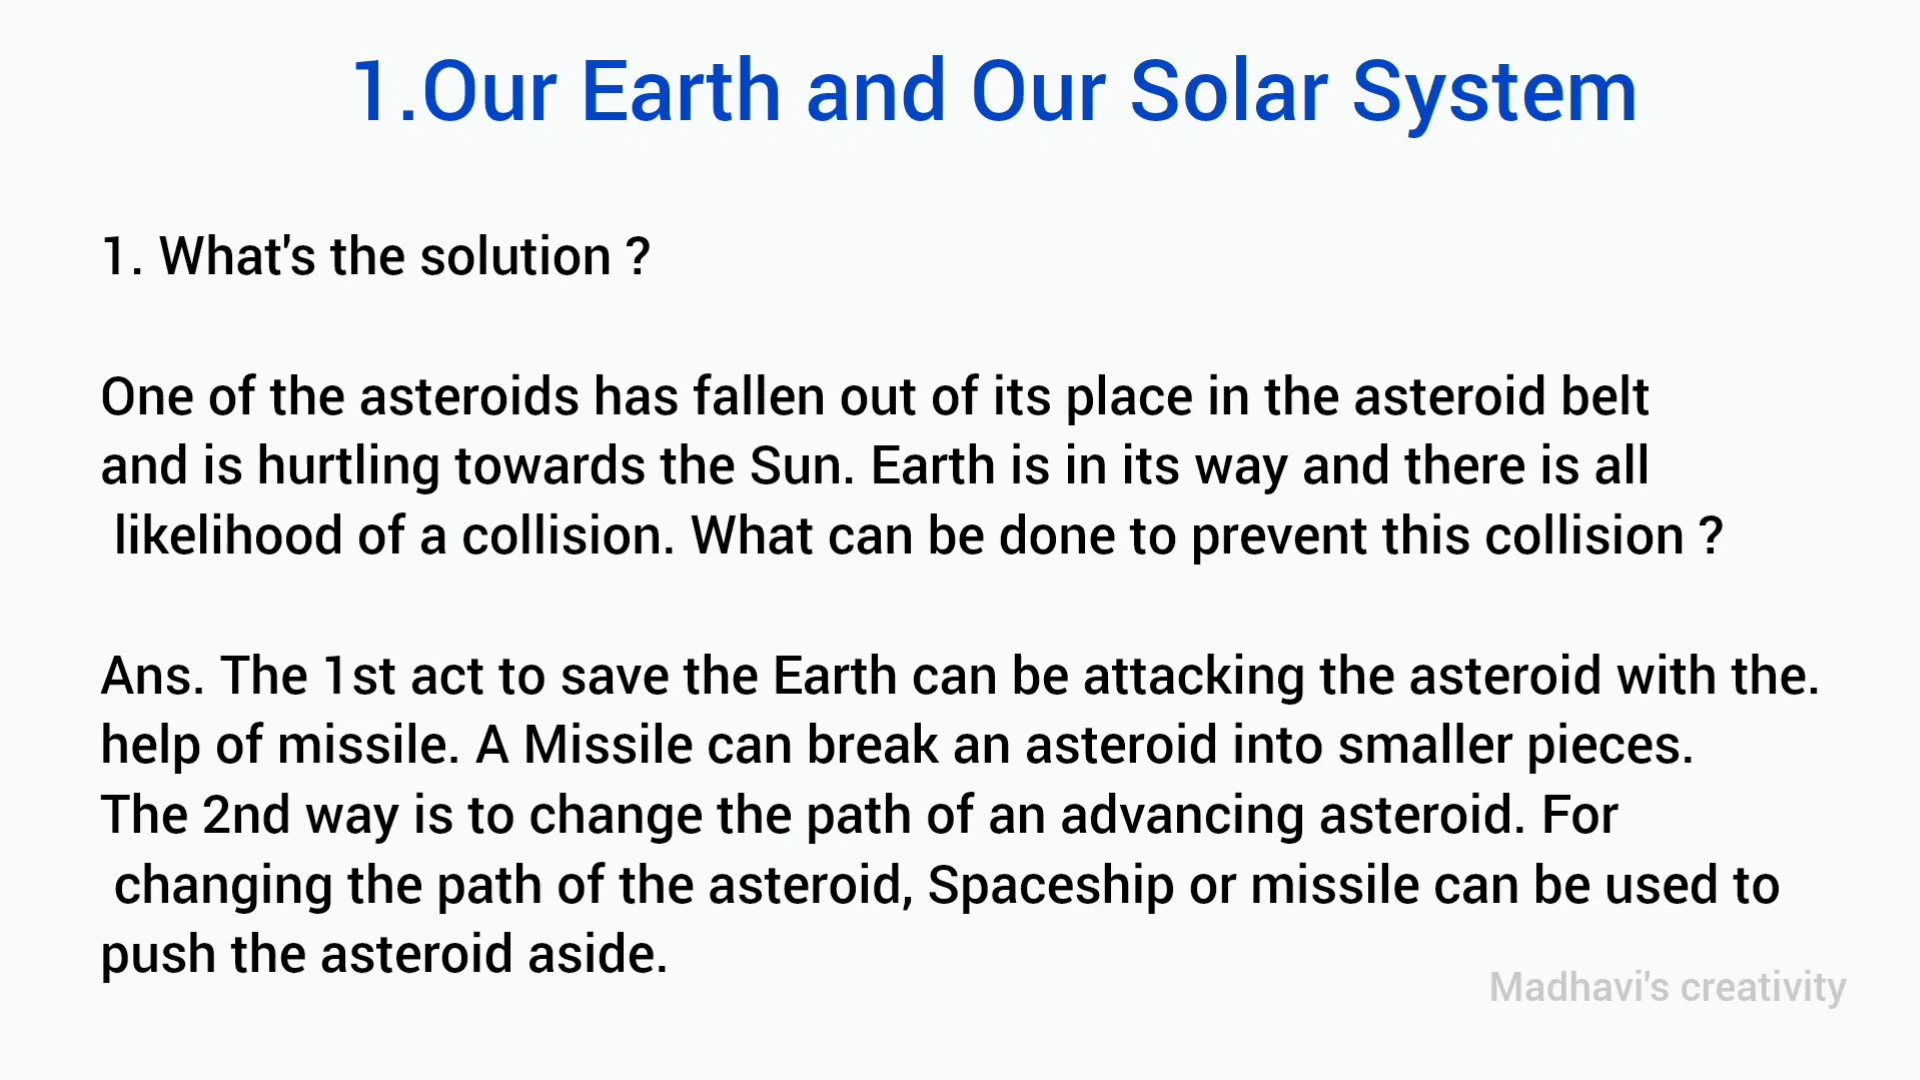 1.Our Earth and Our Solar System
1. What's the solution ?
One of the asteroids has fallen out of its place in the asteroid belt
and is hurtling towards the Sun. Earth is in its way and there is all
likelihood of a collision. What can be done to prevent this collision ?
Ans. The 1st act to save the Earth can be attacking the asteroid with the.
help of missile. A Missile can break an asteroid into smaller pieces.
The 2nd way is to change the path of an advancing asteroid. For
changing the path of the asteroid, Spaceship or missile can be used to
push the asteroid aside.
Madhavi's creativity